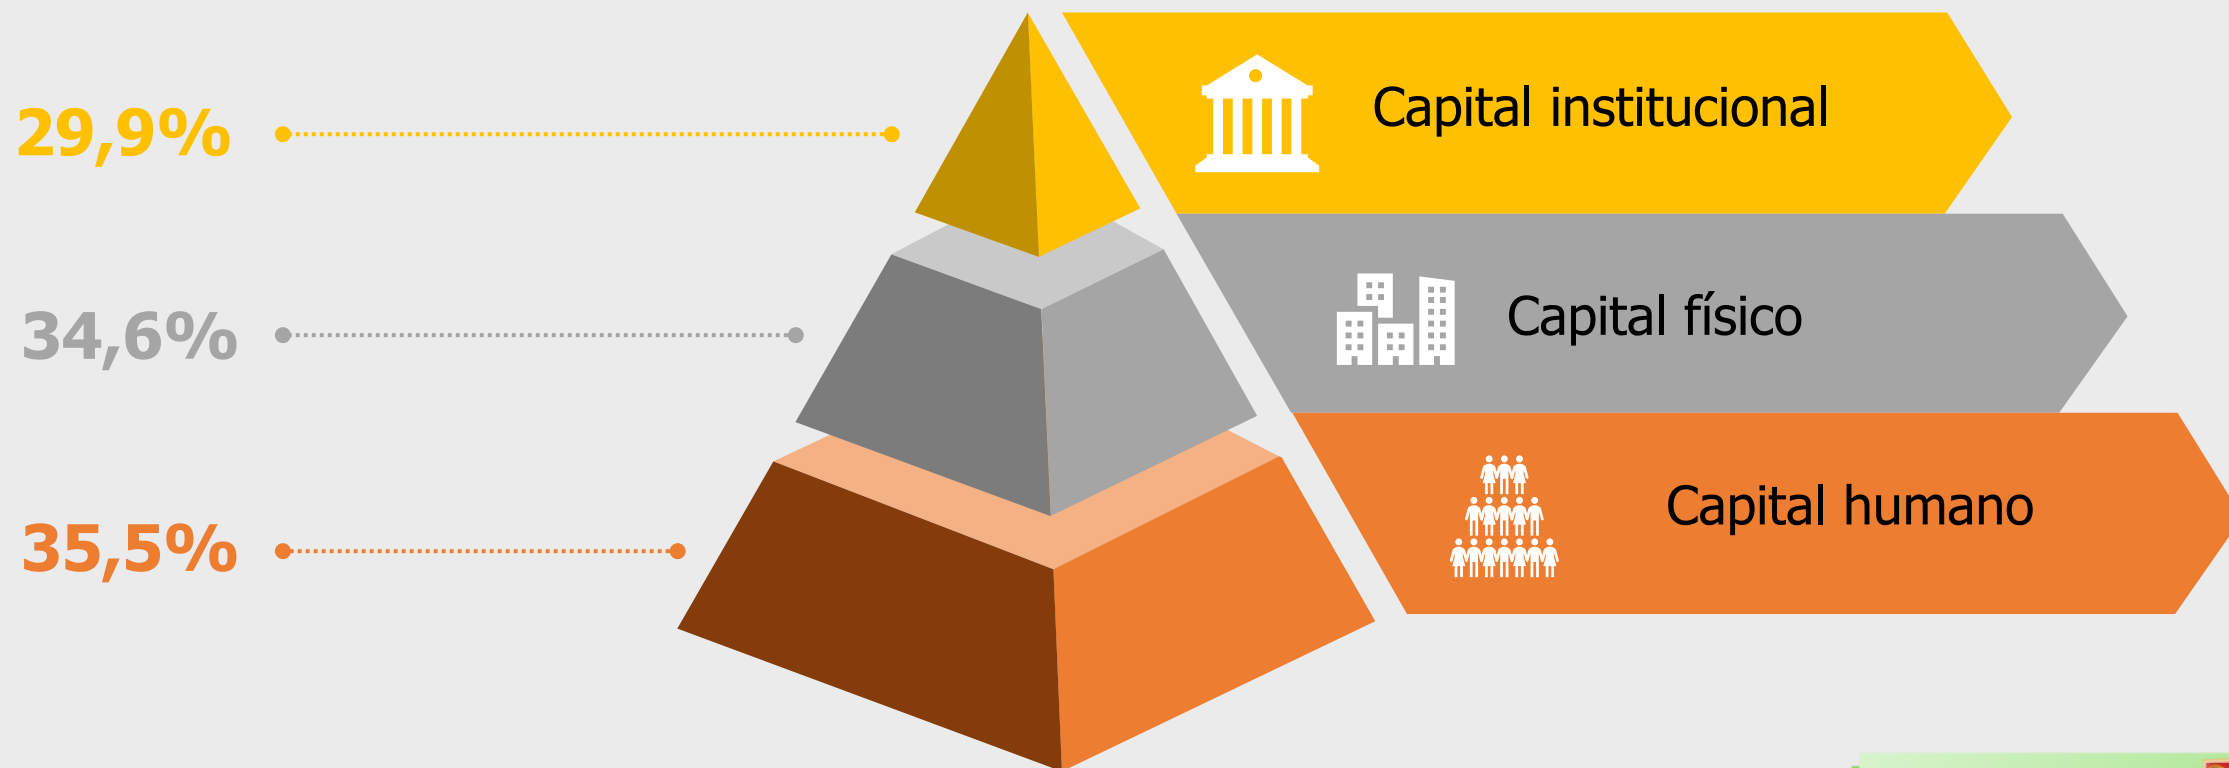 29,9%
Capital institucional
34,6%
Capital físico
35,5%
Capital humano